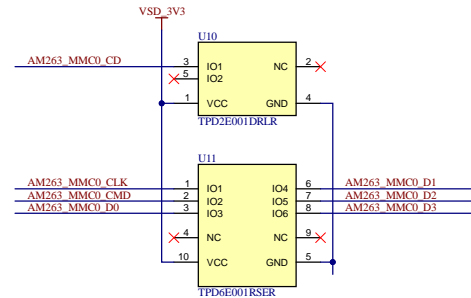 VSD_3V3
U10
AM263_MMC0_CD 3 IO1 NC 2
5 IO2
1 VCC GND 4
TPD2E001DRLR
U11
AM263_MMC0_CLK 1 IO1 IO4 6 AM263_MMC0_D1
AM263_MMC0_CMD 2 IO2 IO5 7 AM263_MMC0_D2
AM263_MMC0_D0 3 IO3 IO6 8 AM263_MMC0_D3
4 NC NC 9
10 VCC GND 5
TPD6E001RSER